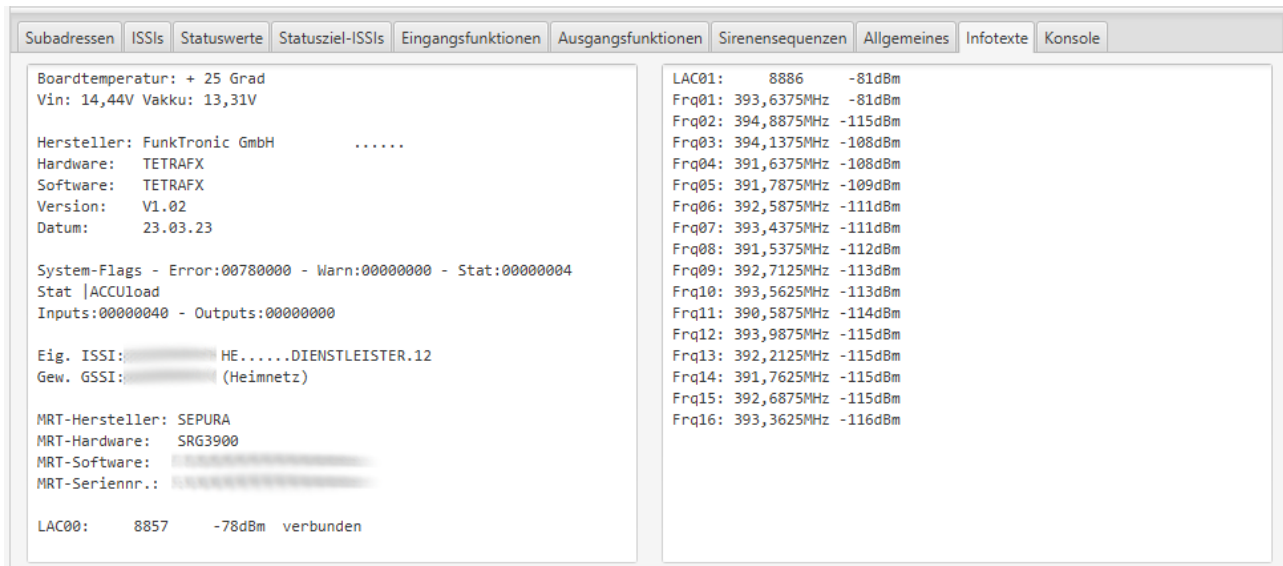 Subadressen ISSIs Statuswerte Statusziel-ISSIs Eingangsfunktionen Ausgangsfunktionen Sirenensequenzen Allgemeines Infotexte Konsole
Boardtemperatur: + 25 Grad
Vin: 14,44V Vakku: 13,31V
Hersteller: FunkTronic GmbH ......
Hardware: TETRAFX
Software: TETRAFX
Version: V1.02
Datum: 23.03.23
System-Flags - Error:00780000 - Warn:00000000 - Stat:00000004
Stat |ACCUload
Inputs:00000040 - Outputs:00000000
Eig. ISSI: HE......DIENSTLEISTER.12
Gew. GSSI: (Heimnetz)
MRT-Hersteller: SEPURA
MRT-Hardware: SRG3900
MRT-Software:
MRT-Seriennr.:
LAC00: 8857 -78dBm verbunden
LAC01: 8886 -81dBm
Frq01: 393,6375MHz -81dBm
Frq02: 394,8875MHz -115dBm
Frq03: 394,1375MHz -108dBm
Frq04: 391,6375MHz -108dBm
Frq05: 391,7875MHz -109dBm
Frq06: 392,5875MHz -111dBm
Frq07: 393,4375MHz -111dBm
Frq08: 391,5375MHz -112dBm
Frq09: 392,7125MHz -113dBm
Frq10: 393,5625MHz -113dBm
Frq11: 390,5875MHz -114dBm
Frq12: 393,9875MHz -115dBm
Frq13: 392,2125MHz -115dBm
Frq14: 391,7625MHz -115dBm
Frq15: 392,6875MHz -115dBm
Frq16: 393,3625MHz -116dBm